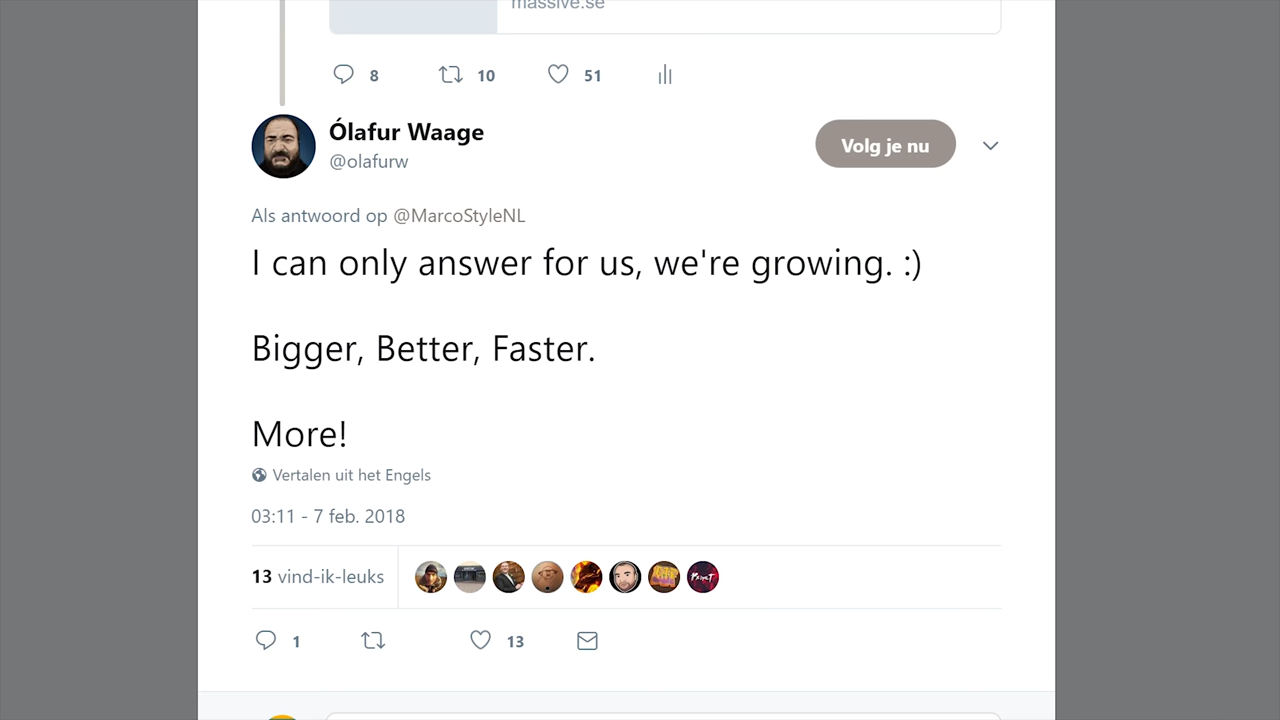 massive.se
8 10 51
Ólafur Waage
@olafurw
Volg je nu
Als antwoord op @MarcoStyleNL
I can only answer for us, we're growing. :)
Bigger, Better, Faster.
More!
Vertalen uit het Engels
03:11 - 7 feb. 2018
13 vind-ik-leuks
1 13